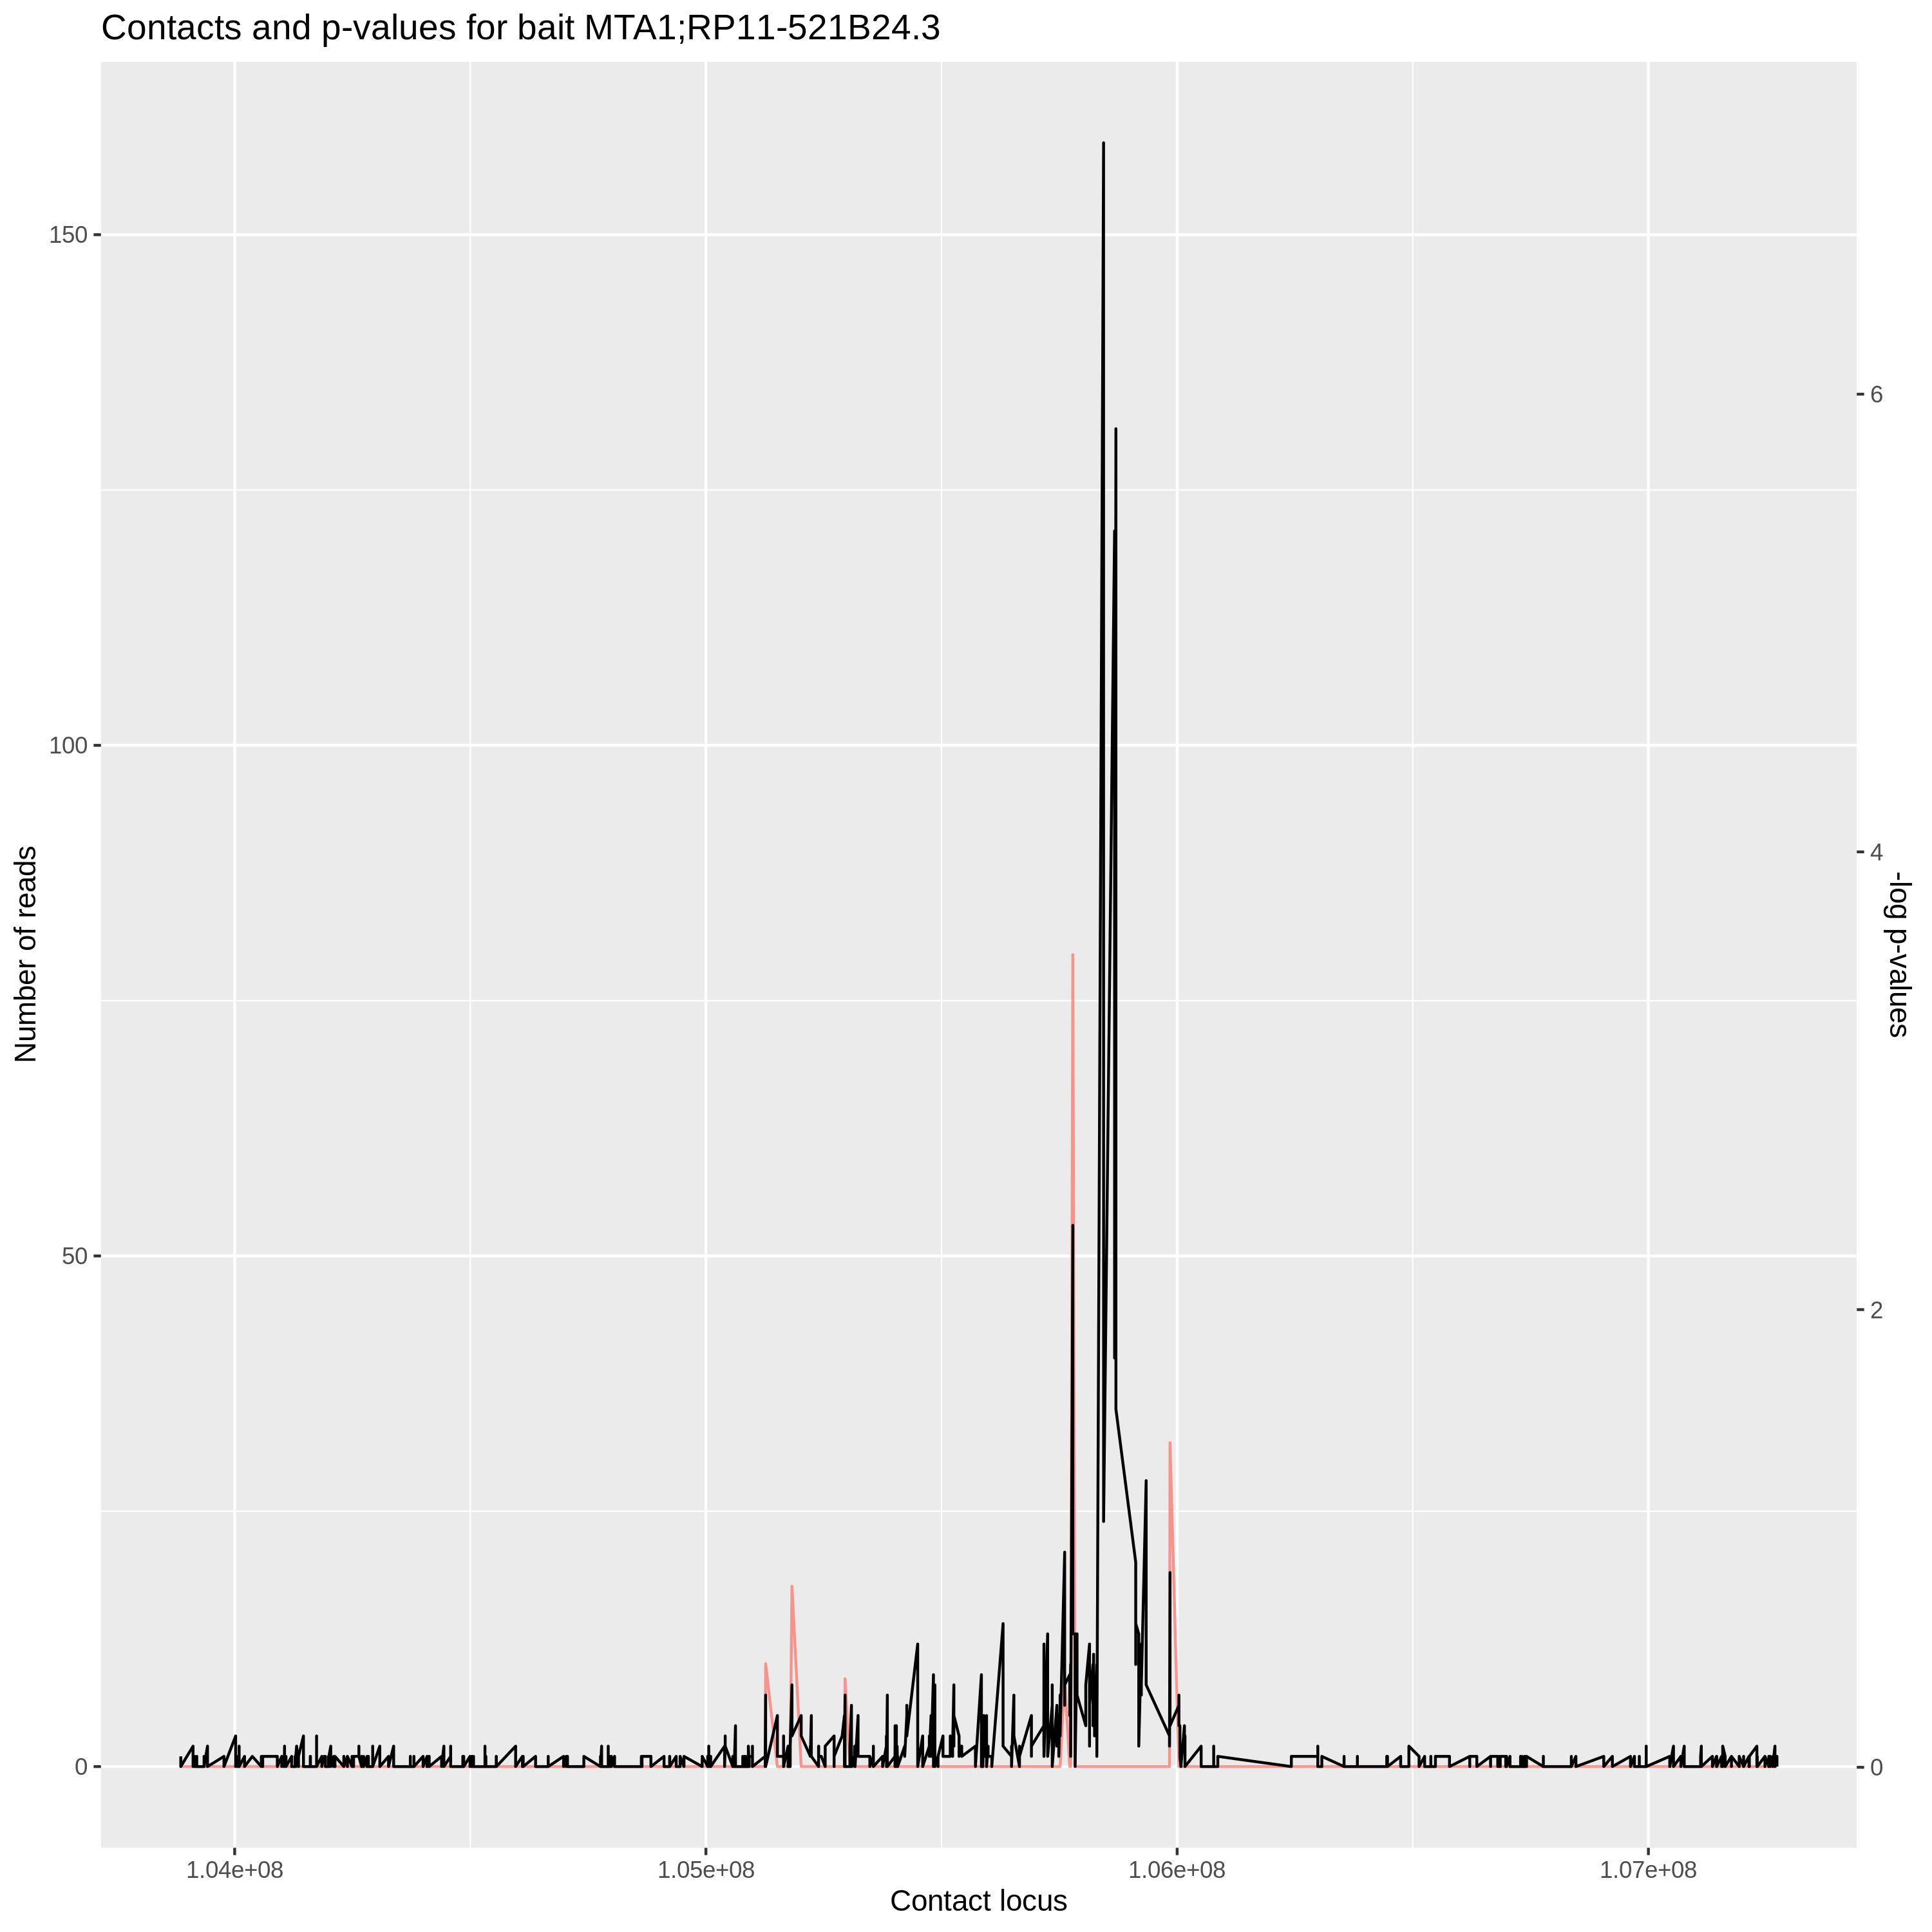 Contacts and p-values for bait MTA1;RP11-521B24.3
150
100
50
0
Number of reads
6
4
2
0
-log p-values
1.04e+08
1.05e+08
1.06e+08
1.07e+08
Contact locus